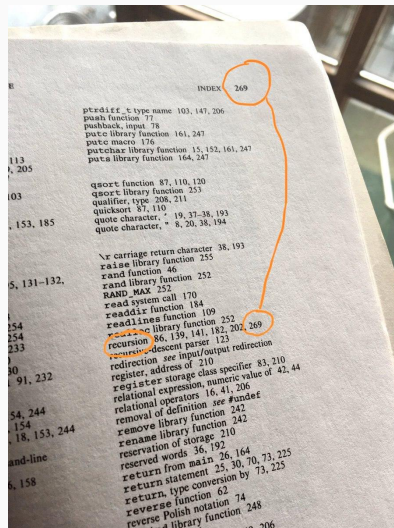 INDEX 269
ptrdiff_t type name 103, 147, 206
push function 77
pushback, input 78
putc library function 161, 247
putc macro 176
putchar library function 15, 152, 161, 247
puts library function 164, 247
qsort function 87, 110, 120
qsort library function 253
qualifier, type 208, 211
quicksort 87, 110
quote character, ' 19, 37-38, 193
quote character, " 8, 20, 38, 194
\r carriage return character 38, 193
raise library function 255
rand function 46
rand library function 252
RAND_MAX 252
read system call 170
readdir function 184
readlines function 109
realloc library function 252
recursion 86, 139, 141, 182, 202, 269
recursive-descent parser 123
redirection see input/output redirection
register, address of 210
register storage class specifier 83, 210
relational expression, numeric value of 42, 44
relational operators 16, 41, 206
removal of definition see #undef
remove library function 242
rename library function 242
reservation of storage 210
reserved words 36, 192
return from main 26, 164
return statement 25, 30, 70, 73, 225
return, type conversion by 73, 225
reverse function 62
reverse Polish notation 74
library function 248
206
113
, 205
103
, 153, 185
5, 131-132,
254
254
233
30
91, 232
54, 244
154
18, 153, 244
and-line
6, 158